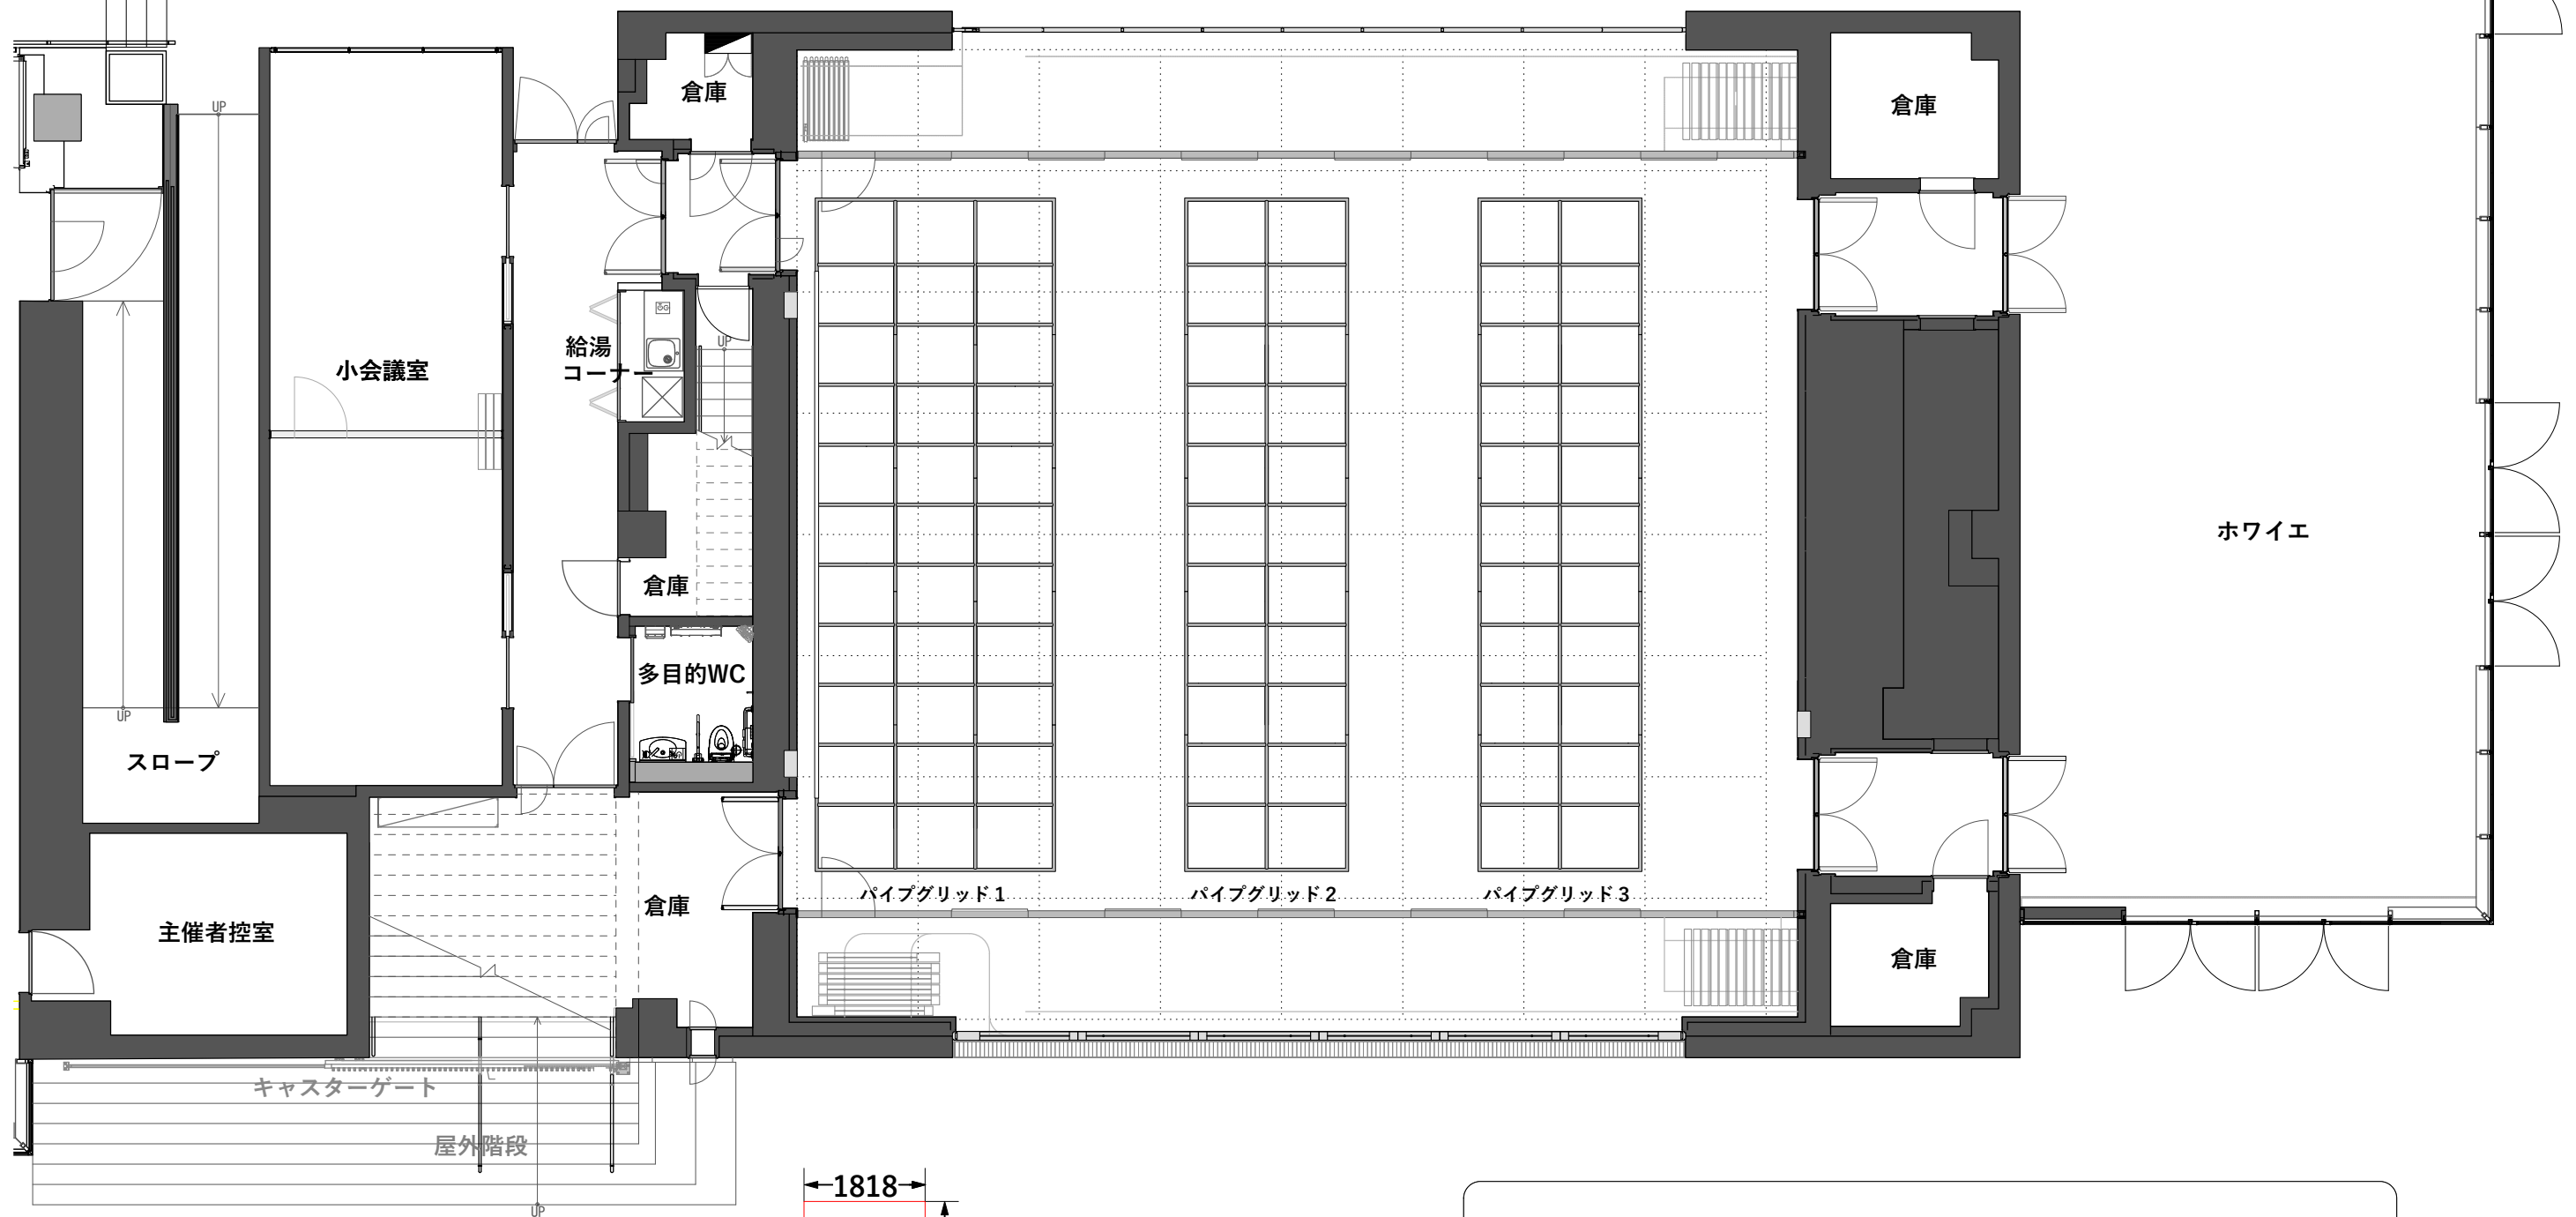 UP
倉庫
倉庫
給湯
コーナー
UP
小会議室
ホワイエ
倉庫
多目的WC
UP
スロープ
パイプグリッド1
パイプグリッド2
パイプグリッド3
倉庫
主催者控室
倉庫
キャスターゲート
屋外階段
1818
UP